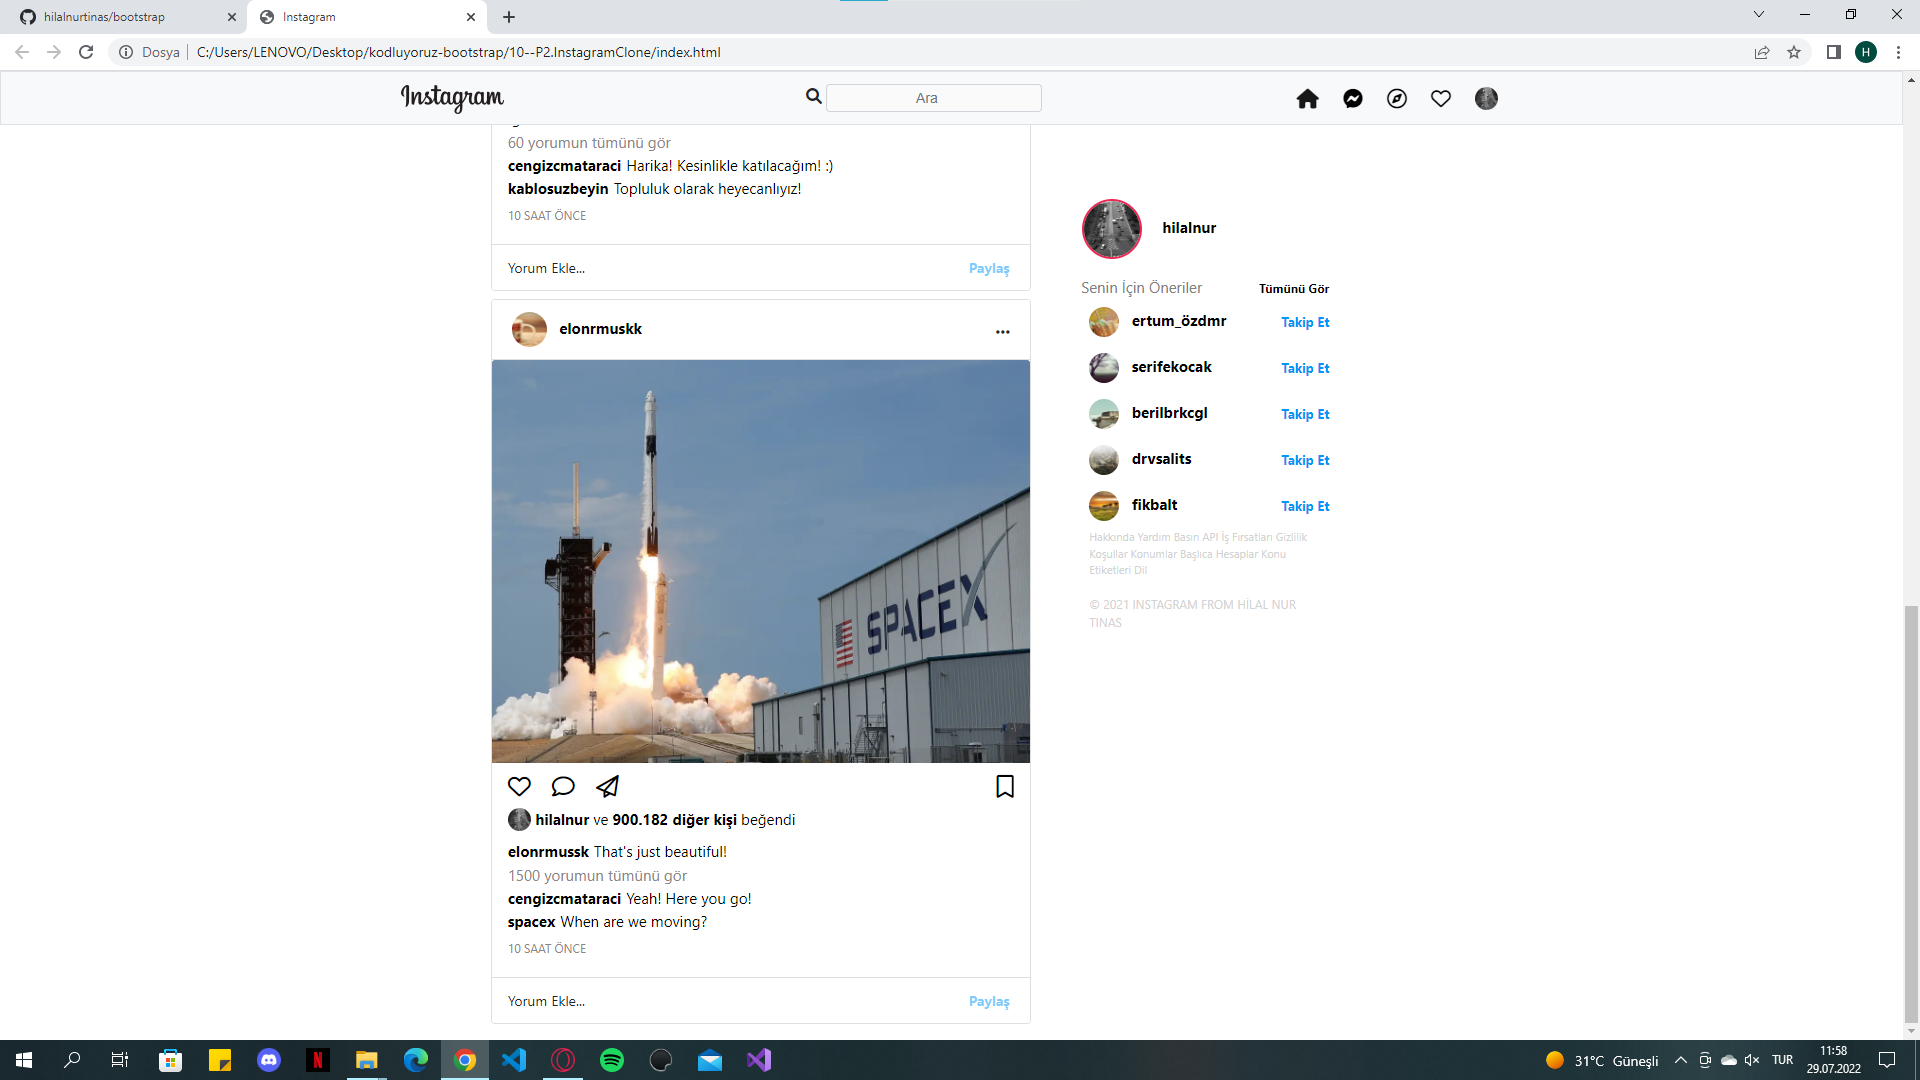 hilalnurtinas/bootstrap
Instagram
Dosya
C:/Users/LENOVO/Desktop/kodluyoruz-bootstrap/10--P2.InstagramClone/index.html
H
Instagram
Ara
60 yorumun tümünü gör
cengizcmataraci Harika! Kesinlikle katılacağım! :)
kablosuzbeyin Topluluk olarak heyecanlıyız!
10 SAAT ÖNCE
Yorum Ekle...
Paylaş
elonrmuskk
SPACEX
hilalnur ve 900.182 diğer kişi beğendi
elonrmussk That's just beautiful!
1500 yorumun tümünü gör
cengizcmataraci Yeah! Here you go!
spacex When are we moving?
10 SAAT ÖNCE
Yorum Ekle...
Paylaş
hilalnur
Senin İçin Öneriler
Tümünü Gör
ertum_özdmr
Takip Et
serifekocak
Takip Et
berilbrkcgl
Takip Et
drvsalits
Takip Et
fikbalt
Takip Et
Hakkında Yardım Basın API İş Fırsatları Gizlilik
Koşullar Konumlar Başlıca Hesaplar Konu
Etiketleri Dil
© 2021 INSTAGRAM FROM HİLAL NUR
TINAS
N
31°C Güneşli
TUR
11:58
29.07.2022